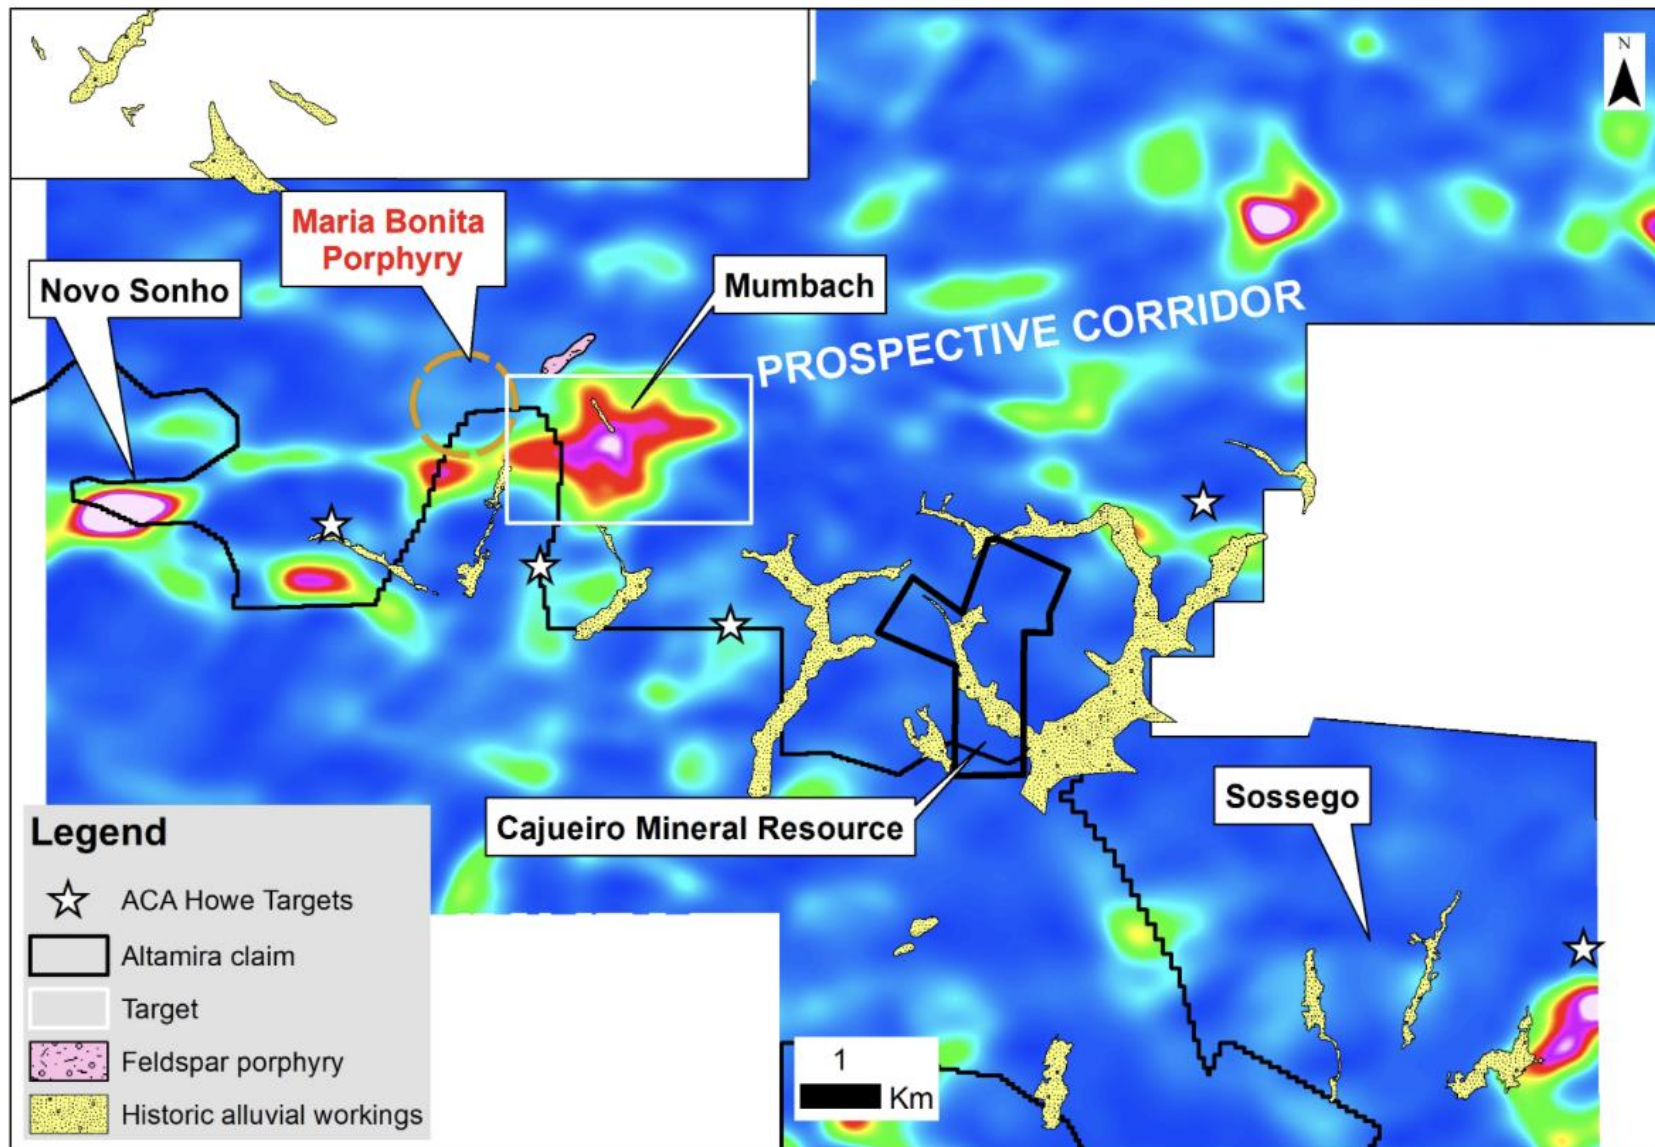 N
Maria Bonita
Porphyry
Novo Sonho
Mumbach
PROSPECTIVE CORRIDOR
Cajueiro Mineral Resource
Sossego
Legend
ACA Howe Targets
Altamira claim
Target
Feldspar porphyry
Historic alluvial workings
1
Km